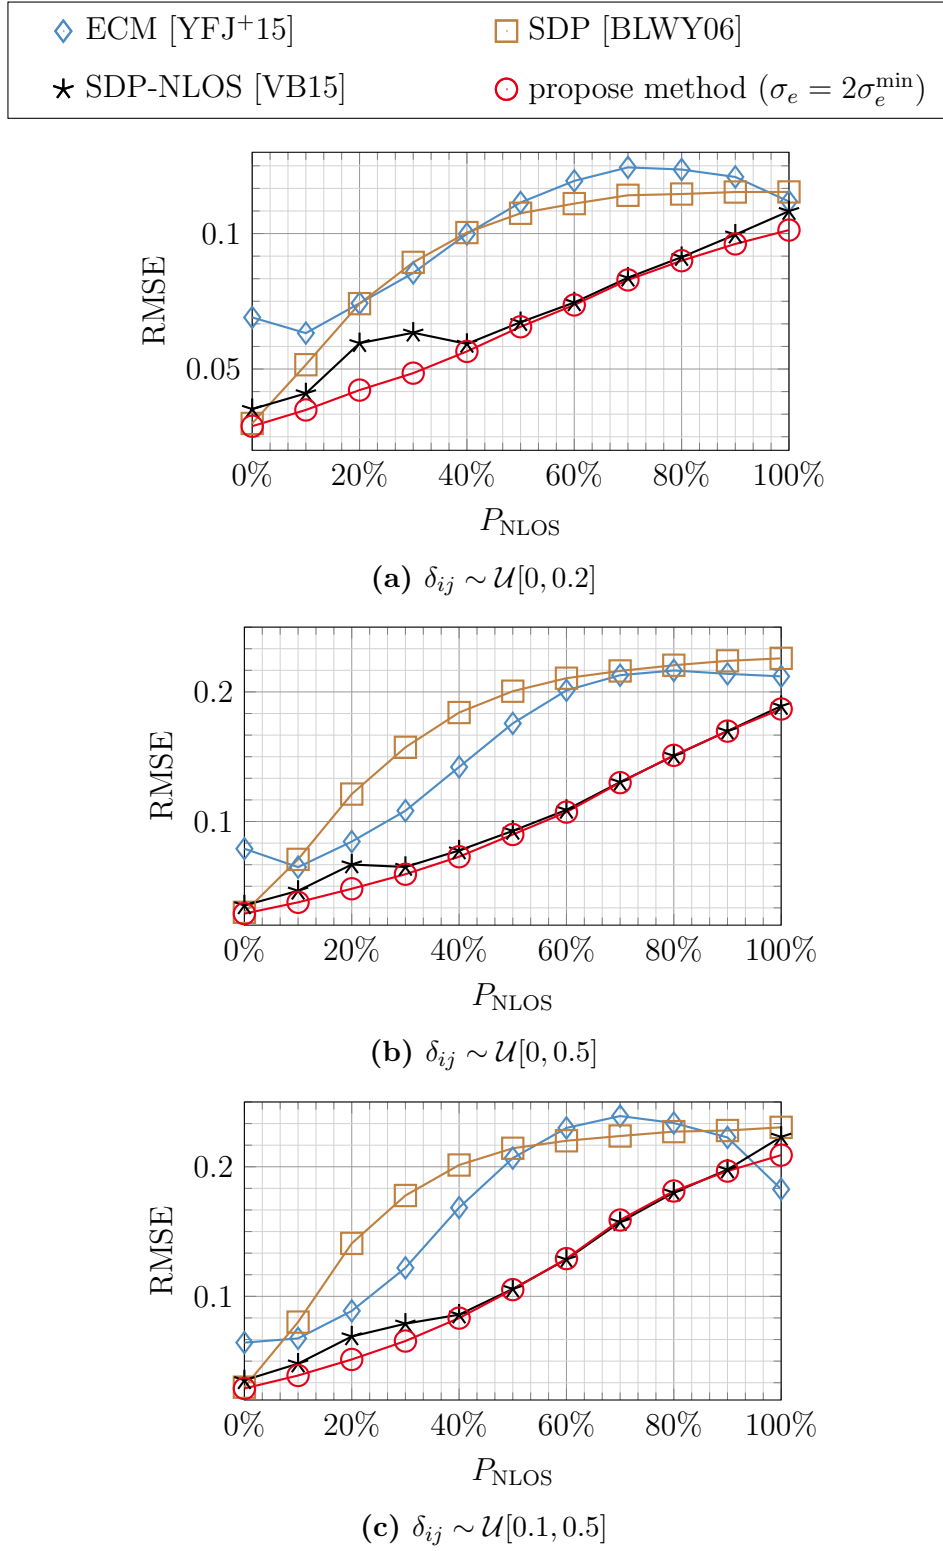 ECM [YFJ+15]
SDP [BLWY06]
SDP-NLOS [VB15]
propose method (σe = 2σe^min)
0.1
0.05
RMSE
0% 20% 40% 60% 80% 100%
PNLOS
(a) δij ∼ 𝒰[0, 0.2]
0.2
0.1
RMSE
0% 20% 40% 60% 80% 100%
PNLOS
(b) δij ∼ 𝒰[0, 0.5]
0.2
0.1
RMSE
0% 20% 40% 60% 80% 100%
PNLOS
(c) δij ∼ 𝒰[0.1, 0.5]